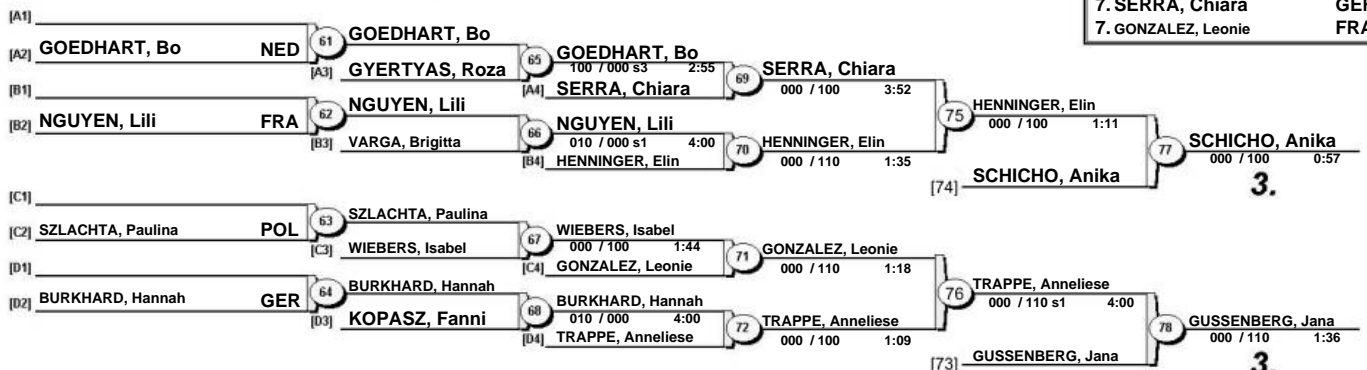 7. SERRA, Chiara GER
7. GONZALEZ, Leonie FRA
[A1]
[A2] GOEDHART, Bo NED 61 GOEDHART, Bo
[A3] GYERTYAS, Roza 65 GOEDHART, Bo
100 / 000 s3 2:55
[A4] SERRA, Chiara 69 SERRA, Chiara
000 / 100 3:52
[B1]
[B2] NGUYEN, Lili FRA 62 NGUYEN, Lili
[B3] VARGA, Brigitta 66 NGUYEN, Lili
010 / 000 s1 4:00
[B4] HENNINGER, Elin 70 HENNINGER, Elin
000 / 110 1:35
75 HENNINGER, Elin
000 / 100 1:11
[74] SCHICHO, Anika 77 SCHICHO, Anika
000 / 100 0:57
3.
[C1]
[C2] SZLACHTA, Paulina POL 63 SZLACHTA, Paulina
[C3] WIEBERS, Isabel 67 WIEBERS, Isabel
000 / 100 1:44
[C4] GONZALEZ, Leonie 71 GONZALEZ, Leonie
000 / 110 1:18
[D1]
[D2] BURKHARD, Hannah GER 64 BURKHARD, Hannah
[D3] KOPASZ, Fanni 68 BURKHARD, Hannah
010 / 000 4:00
[D4] TRAPPE, Anneliese 72 TRAPPE, Anneliese
000 / 100 1:09
76 TRAPPE, Anneliese
000 / 110 s1 4:00
[73] GUSSENBERG, Jana 78 GUSSENBERG, Jana
000 / 110 1:36
3.